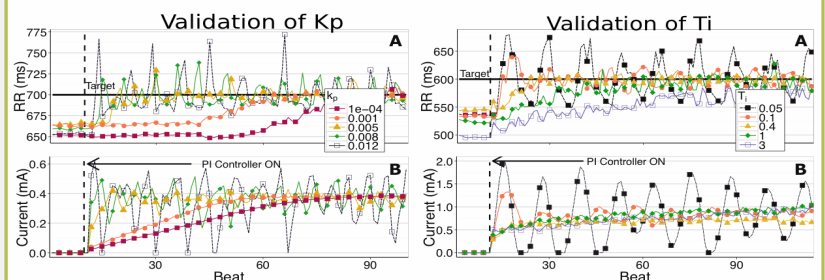 Validation of Kp
775
750
725
700
675
650
RR (ms)
Target
A
kp
1e-04
0.001
0.005
0.008
0.012
0.6
0.4
0.2
0.0
Current (mA)
PI Controller ON
B
30
60
90
Beat
Validation of Ti
650
600
550
500
RR (ms)
Target
A
Ti
0.05
0.1
0.4
1
3
2.0
1.5
1.0
0.5
0.0
Current (mA)
PI Controller ON
B
30
60
90
Beat